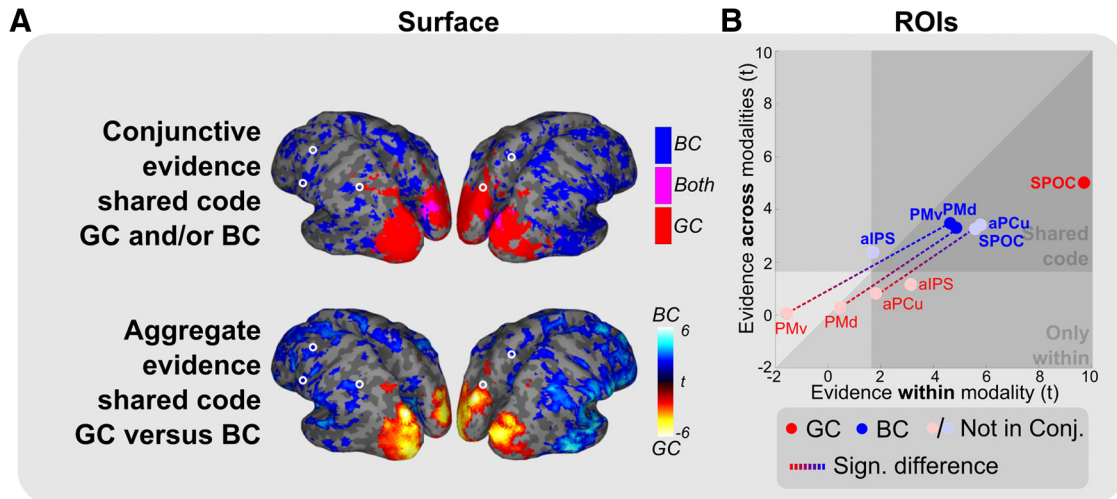 A
Surface
B
ROIs
Conjunctive
evidence
shared code
GC and/or BC
BC
Both
GC
Aggregate
evidence
shared code
GC versus BC
BC
6
t
-6
GC
Evidence across modalities (t)
10
8
6
4
2
0
-2
-2
0
2
4
6
8
10
SPOC
PMv
PMd
aPCu
SPOC
aIPS
Shared
code
aIPS
aPCu
PMv
PMd
Only
within
Evidence within modality (t)
GC
BC
/
Not in Conj.
Sign. difference